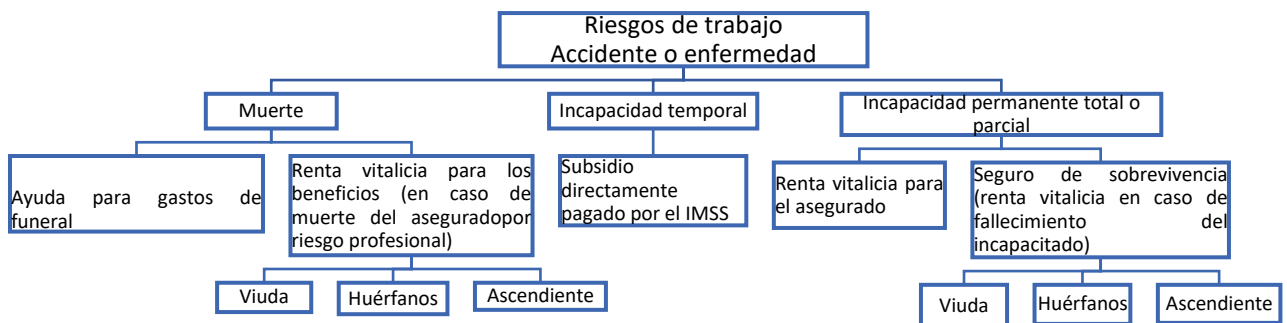 Riesgos de trabajo
Accidente o enfermedad
Muerte
Incapacidad temporal
Incapacidad permanente total o
parcial
Ayuda para gastos de
funeral
Renta vitalicia para los
beneficios (en caso de
muerte del aseguradopor
riesgo profesional)
Subsidio
directamente
pagado por el IMSS
Renta vitalicia para
el asegurado
Seguro de sobrevivencia
(renta vitalicia en caso de
fallecimiento del
incapacitado)
Viuda
Huérfanos
Ascendiente
Viuda
Huérfanos
Ascendiente